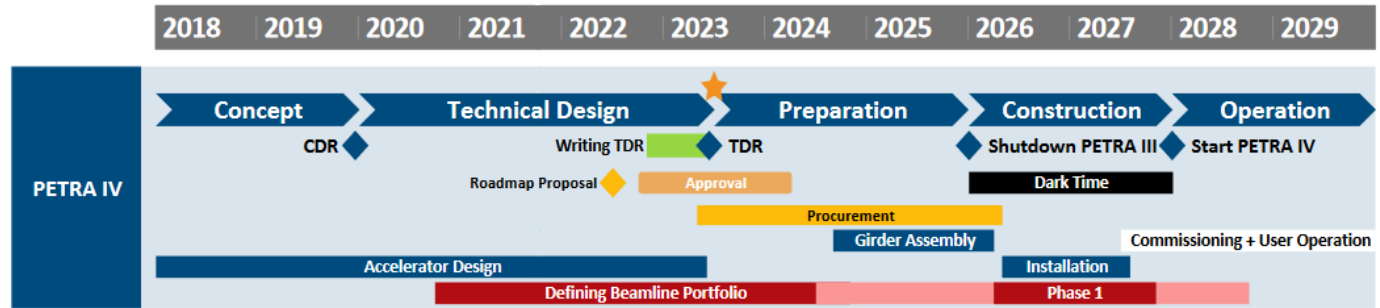 2018 2019 2020 2021 2022 2023 2024 2025 2026 2027 2028 2029
Concept Technical Design Preparation Construction Operation
CDR Writing TDR TDR Shutdown PETRA III Start PETRA IV
PETRA IV
Roadmap Proposal Approval Dark Time
Procurement
Girder Assembly Commissioning + User Operation
Accelerator Design Installation
Defining Beamline Portfolio Phase 1